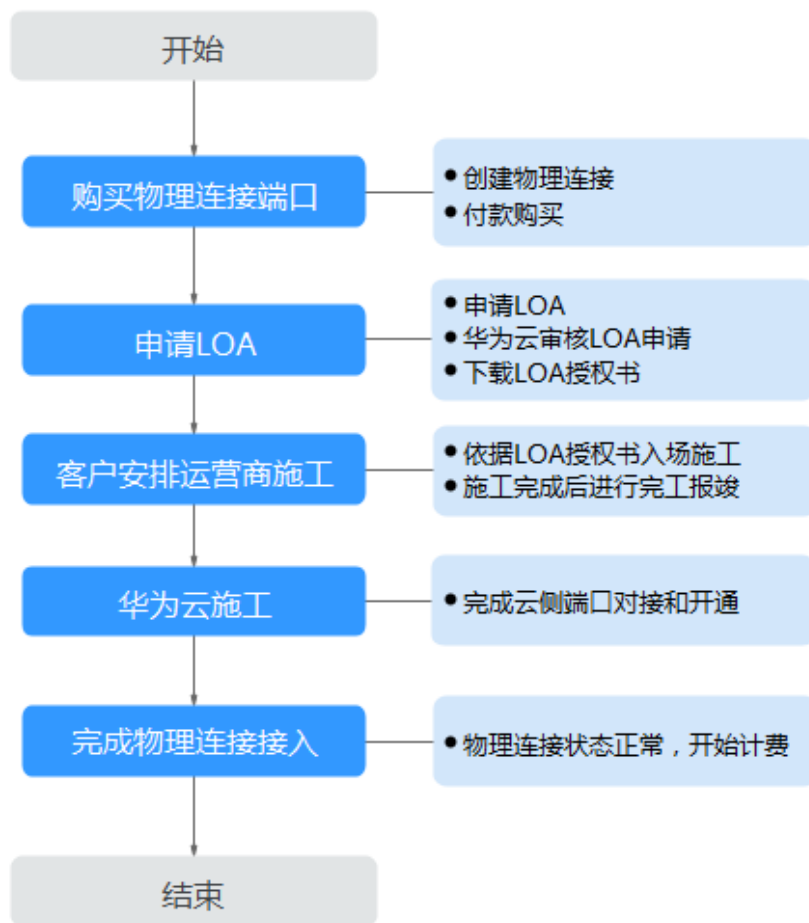 开始
购买物理连接端口
● 创建物理连接
● 付款购买
申请LOA
● 申请LOA
● 华为云审核LOA申请
● 下载LOA授权书
客户安排运营商施工
● 依据LOA授权书入场施工
● 施工完成后进行完工报竣
华为云施工
● 完成云侧端口对接和开通
完成物理连接接入
● 物理连接状态正常，开始计费
结束